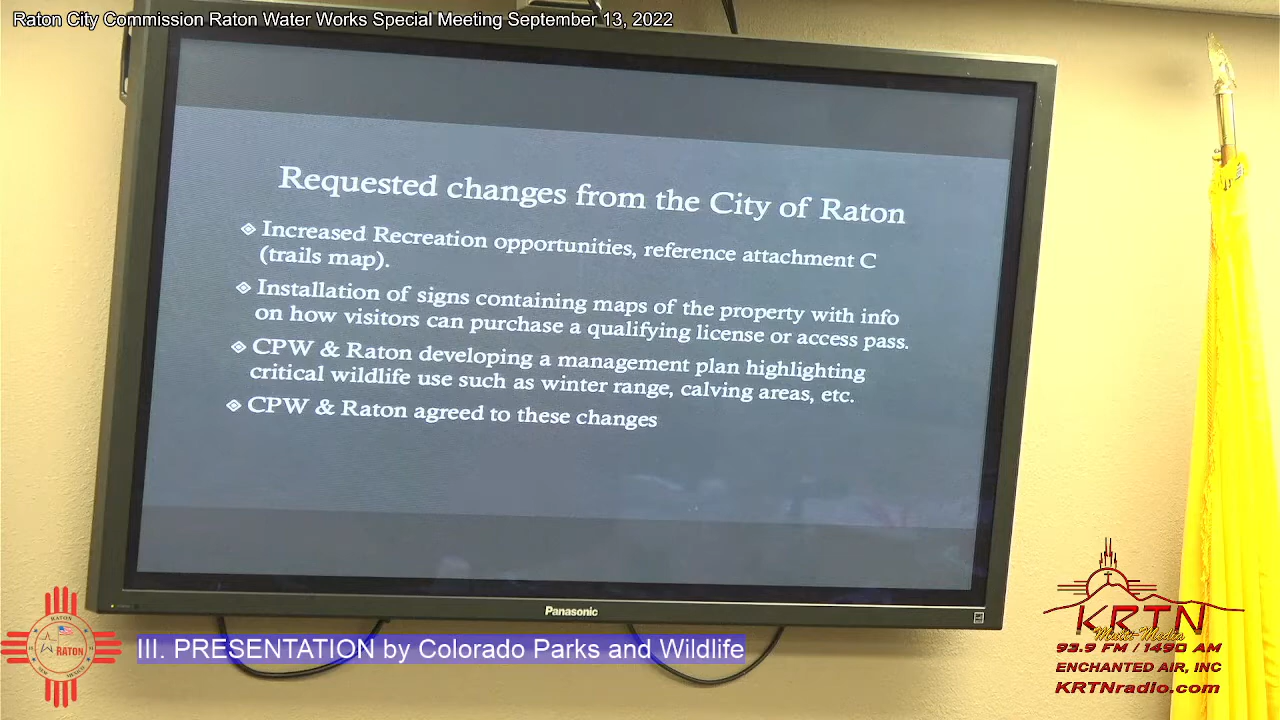 Raton City Commission Raton Water Works Special Meeting September 13, 2022
Requested changes from the City of Raton
Increased Recreation opportunities, reference attachment C
(trails map).
Installation of signs containing maps of the property with info
on how visitors can purchase a qualifying license or access pass.
CPW & Raton developing a management plan highlighting
critical wildlife use such as winter range, calving areas, etc.
CPW & Raton agreed to these changes
Panasonic
RATON
RATON
NEW MEXICO
III. PRESENTATION by Colorado Parks and Wildlife
KRTN
Multi-Media
93.9 FM / 1490 AM
ENCHANTED AIR, INC
KRTNradio.com